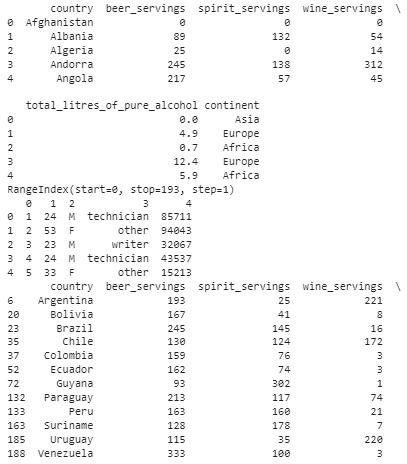 country beer_servings spirit_servings wine_servings \
0 Afghanistan 0 0 0
1 Albania 89 132 54
2 Algeria 25 0 14
3 Andorra 245 138 312
4 Angola 217 57 45
total_litres_of_pure_alcohol continent
0 0.0 Asia
1 4.9 Europe
2 0.7 Africa
3 12.4 Europe
4 5.9 Africa
RangeIndex(start=0, stop=193, step=1)
0 1 2 3 4
0 1 24 M technician 85711
1 2 53 F other 94043
2 3 23 M writer 32067
3 4 24 M technician 43537
4 5 33 F other 15213
country beer_servings spirit_servings wine_servings \
6 Argentina 193 25 221
20 Bolivia 167 41 8
23 Brazil 245 145 16
35 Chile 130 124 172
37 Colombia 159 76 3
52 Ecuador 162 74 3
72 Guyana 93 302 1
132 Paraguay 213 117 74
133 Peru 163 160 21
163 Suriname 128 178 7
185 Uruguay 115 35 220
188 Venezuela 333 100 3